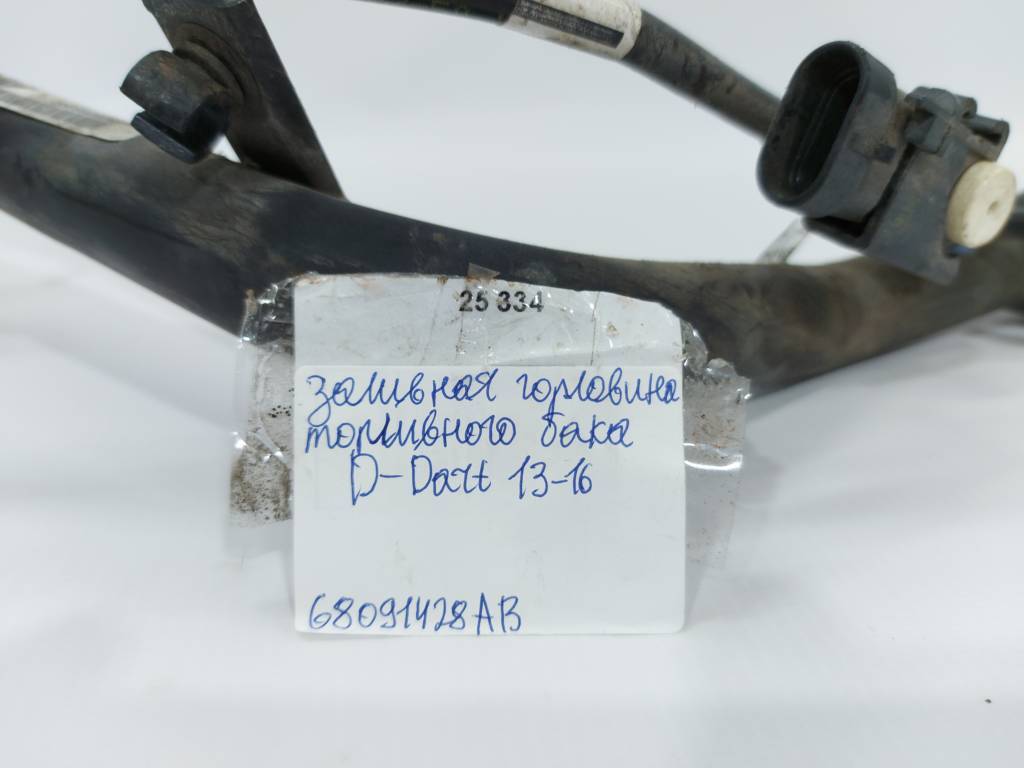 25 334
заливная горловина
топливного бака
D-Dart 13-16
68091428AB